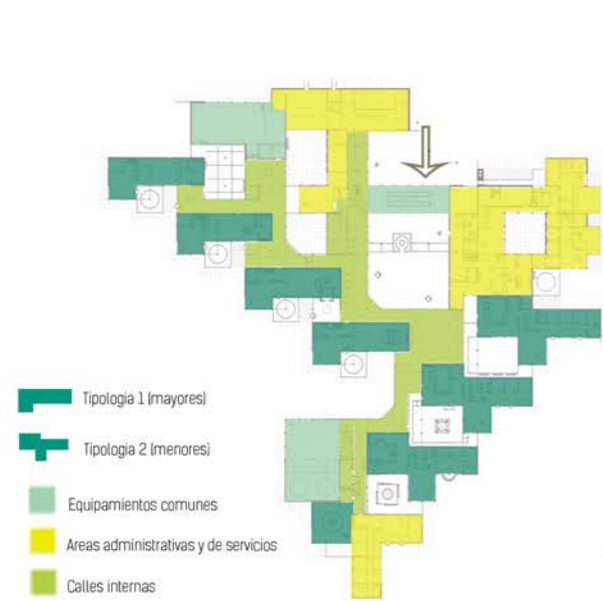 Tipologia 1 (mayores)
Tipologia 2 (menores)
Equipamientos comunes
Areas administrativas y de servicios
Calles internas